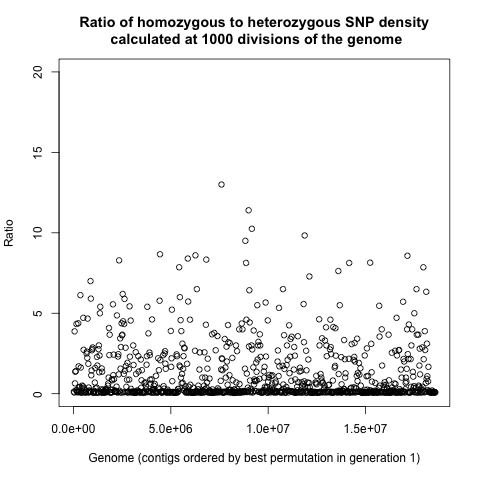 Ratio of homozygous to heterozygous SNP density
calculated at 1000 divisions of the genome
Ratio
20
15
10
5
0
0.0e+00 5.0e+06 1.0e+07 1.5e+07
Genome (contigs ordered by best permutation in generation 1)